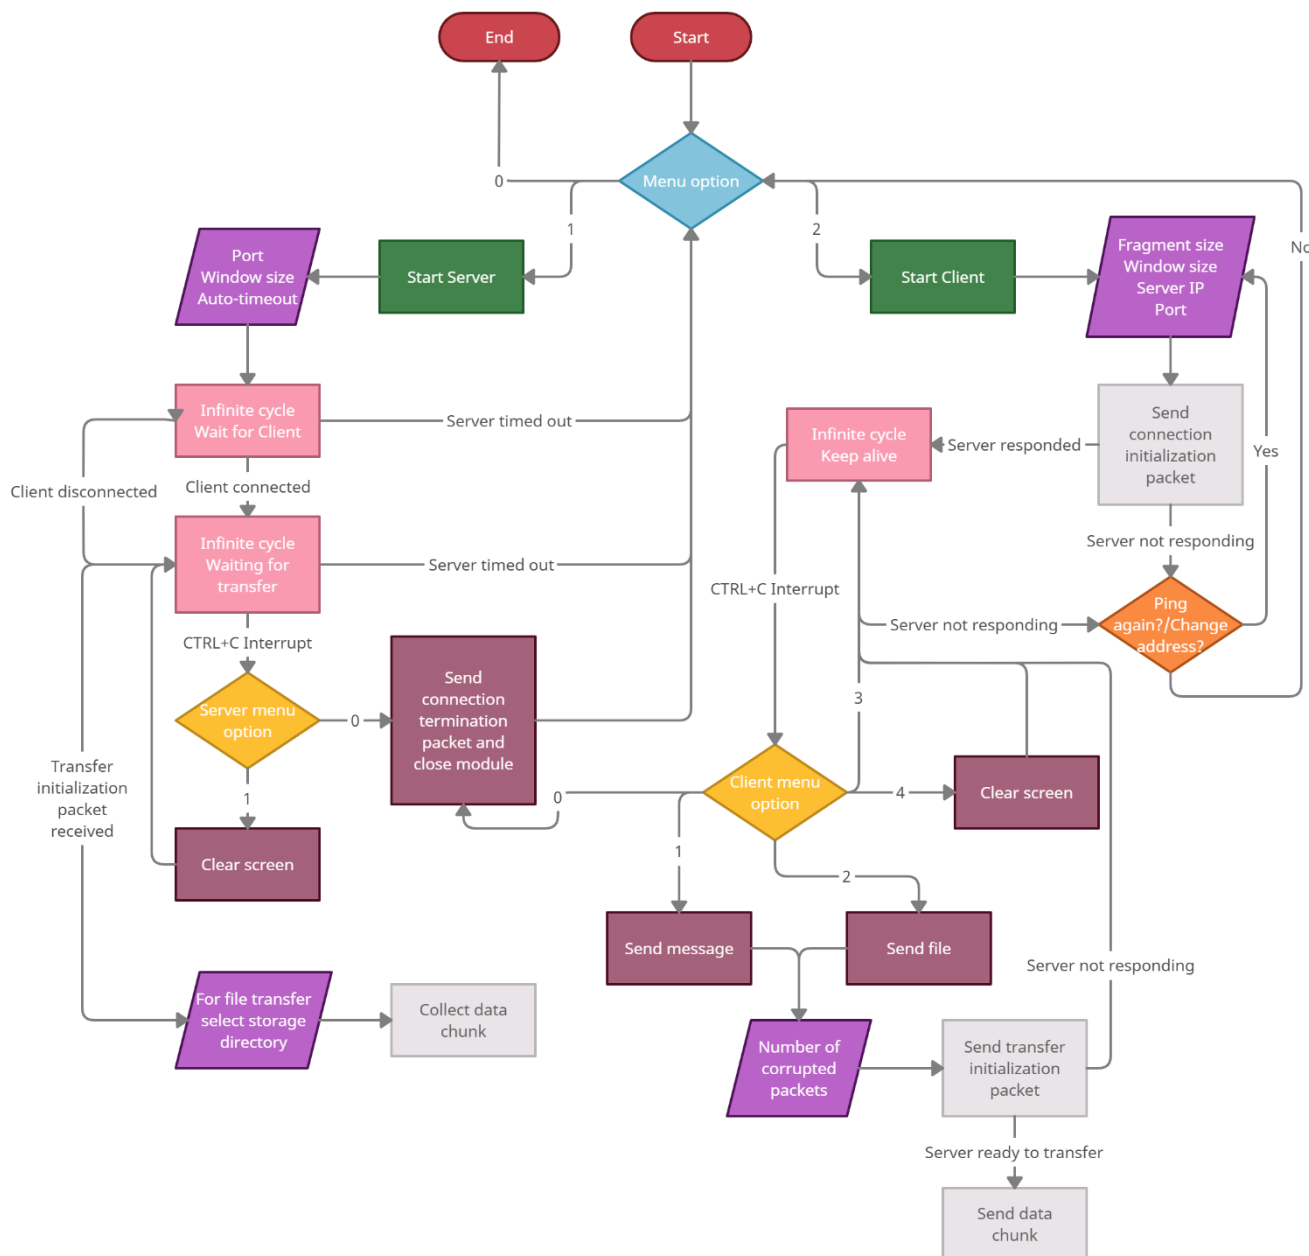 End
Start
Menu option
0
1
2
No
Port
Window size
Auto-timeout
Start Server
Start Client
Fragment size
Window size
Server IP
Port
Infinite cycle
Wait for Client
Server timed out
Infinite cycle
Keep alive
Server responded
Send
connection
initialization
packet
Yes
Client disconnected
Client connected
Server not responding
Infinite cycle
Waiting for
transfer
Server timed out
CTRL+C Interrupt
Server not responding
Ping
again?/Change
address?
CTRL+C Interrupt
Server menu
option
0
Send
connection
termination
packet and
close module
3
Transfer
initialization
packet
received
1
Client menu
option
0
4
Clear screen
Clear screen
1
2
Send message
Send file
Server not responding
For file transfer
select storage
directory
Collect data
chunk
Number of
corrupted
packets
Send transfer
initialization
packet
Server ready to transfer
Send data
chunk